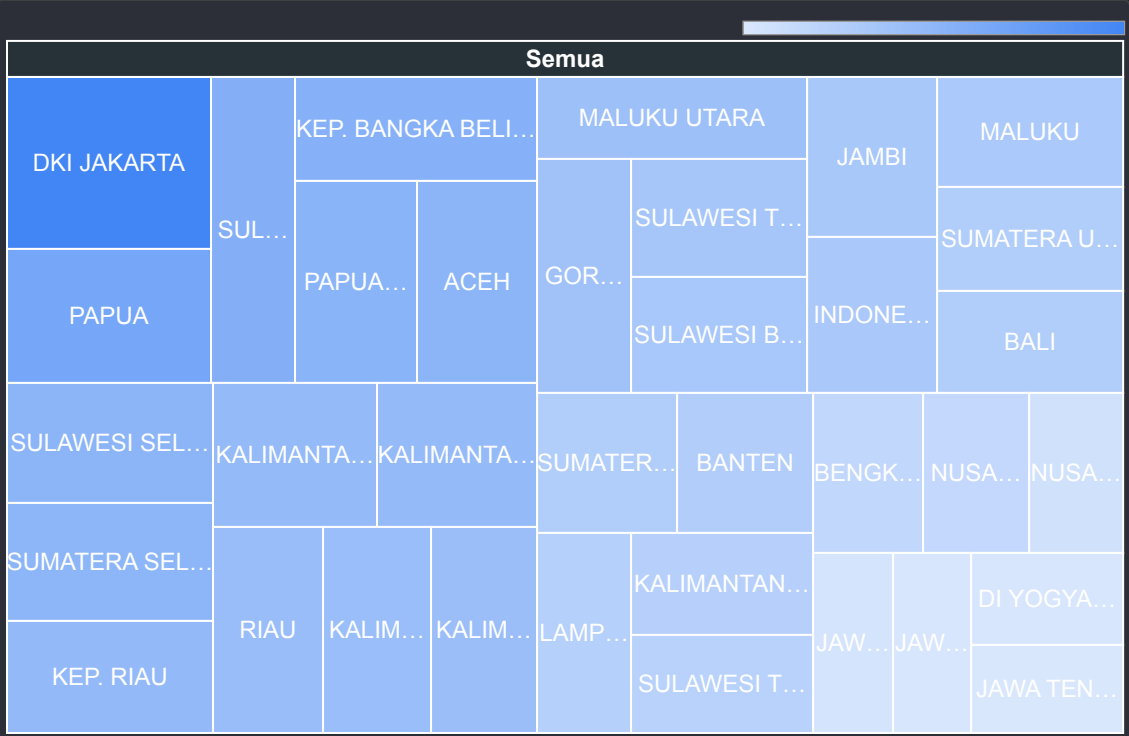 Semua
DKI JAKARTA
SUL…
KEP. BANGKA BELI…
MALUKU UTARA
JAMBI
MALUKU
PAPUA
PAPUA…
ACEH
GOR…
SULAWESI T…
SULAWESI B…
INDONE…
SUMATERA U…
BALI
SULAWESI SEL…
KALIMANTA…
KALIMANTA…
SUMATER…
BANTEN
BENGK…
NUSA…
NUSA…
SUMATERA SEL…
KEP. RIAU
RIAU
KALIM…
KALIM…
LAMP…
KALIMANTAN…
SULAWESI T…
JAW…
JAW…
DI YOGYA…
JAWA TEN…